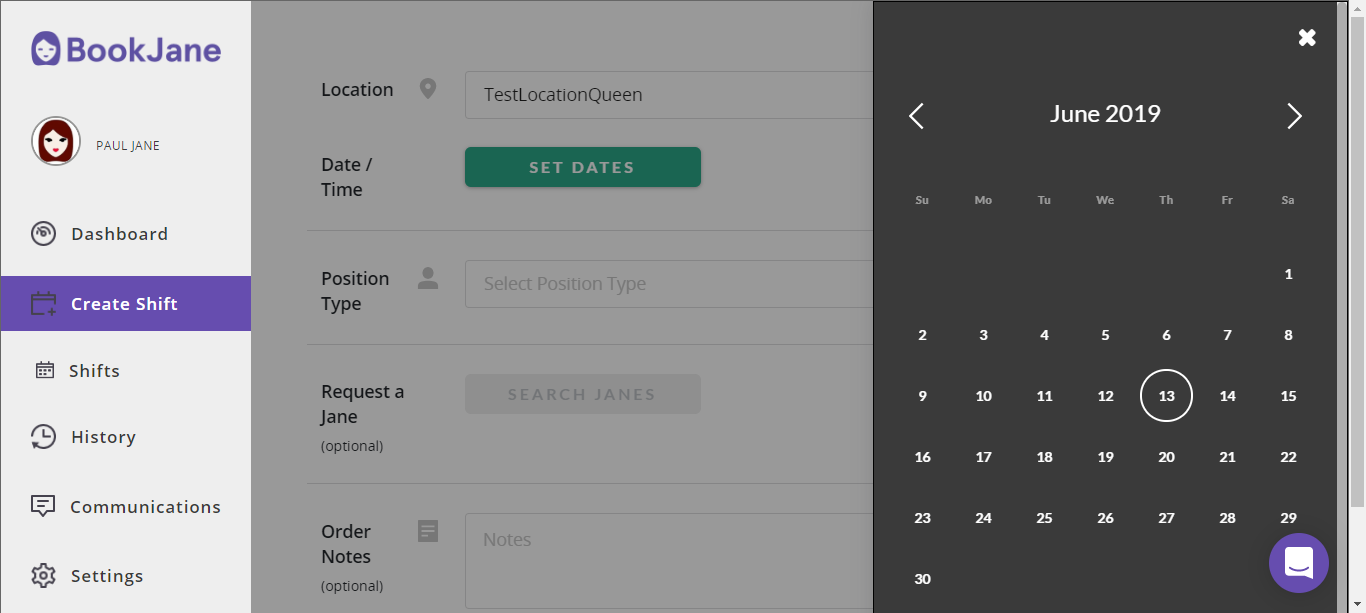 BookJane
PAUL JANE
Dashboard
Create Shift
Shifts
History
Communications
Settings
Location
TestLocationQueen
Date /
Time
SET DATES
Position
Type
Select Position Type
Request a
Jane
(optional)
SEARCH JANES
Order
Notes
(optional)
Notes
June 2019
Su Mo Tu We Th Fr Sa
1
2 3 4 5 6 7 8
9 10 11 12 13 14 15
16 17 18 19 20 21 22
23 24 25 26 27 28 29
30